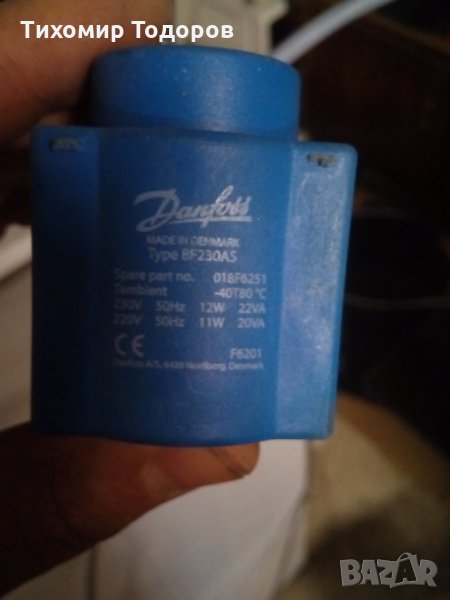 Тихомир Тодоров
Danfoss
MADE IN DENMARK
Type BF230AS
Spare part no. 018F6251
Tambient -40T80 °C
230V 50Hz 12W 22VA
220V 50Hz 11W 20VA
CE F6201
Danfoss A/S, 6430 Nordborg, Denmark
BAZAR